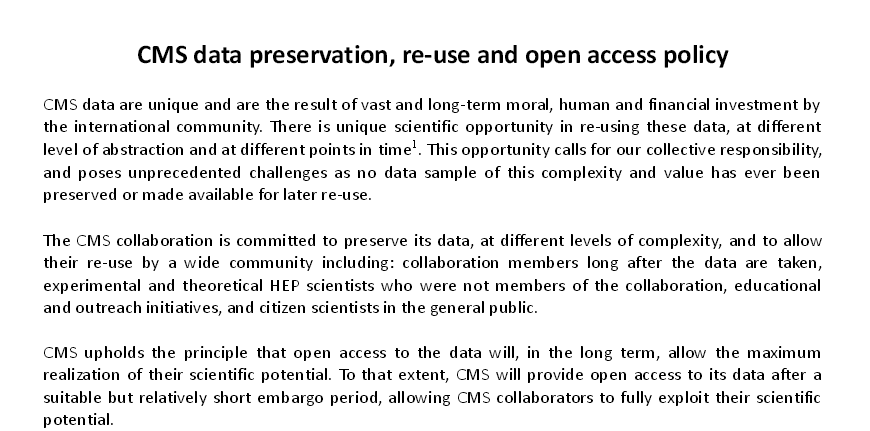 CMS data preservation, re-use and open access policy
CMS data are unique and are the result of vast and long-term moral, human and financial investment by
the international community. There is unique scientific opportunity in re-using these data, at different
level of abstraction and at different points in time¹. This opportunity calls for our collective responsibility,
and poses unprecedented challenges as no data sample of this complexity and value has ever been
preserved or made available for later re-use.
The CMS collaboration is committed to preserve its data, at different levels of complexity, and to allow
their re-use by a wide community including: collaboration members long after the data are taken,
experimental and theoretical HEP scientists who were not members of the collaboration, educational
and outreach initiatives, and citizen scientists in the general public.
CMS upholds the principle that open access to the data will, in the long term, allow the maximum
realization of their scientific potential. To that extent, CMS will provide open access to its data after a
suitable but relatively short embargo period, allowing CMS collaborators to fully exploit their scientific
potential.